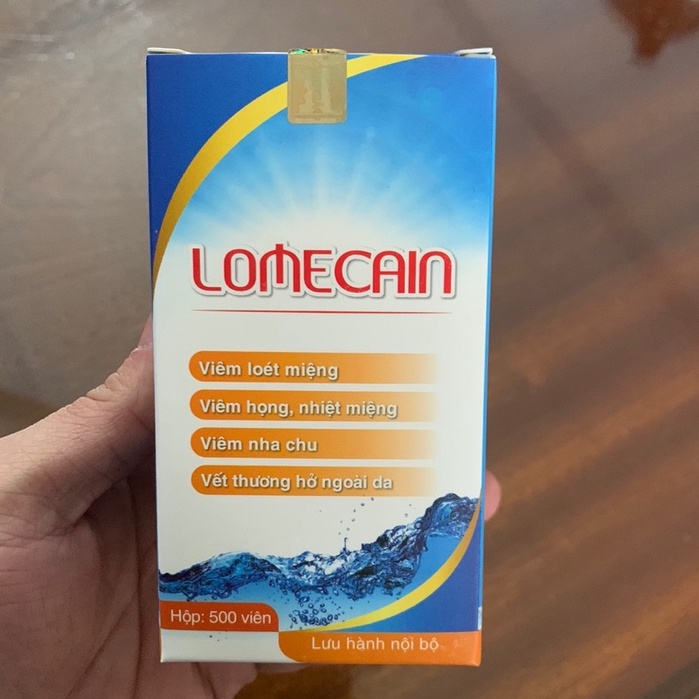 LOMECAIN
Viêm loét miệng
Viêm họng, nhiệt miệng
Viêm nha chu
Vết thương hở ngoài da
Hộp: 500 viên
Lưu hành nội bộ